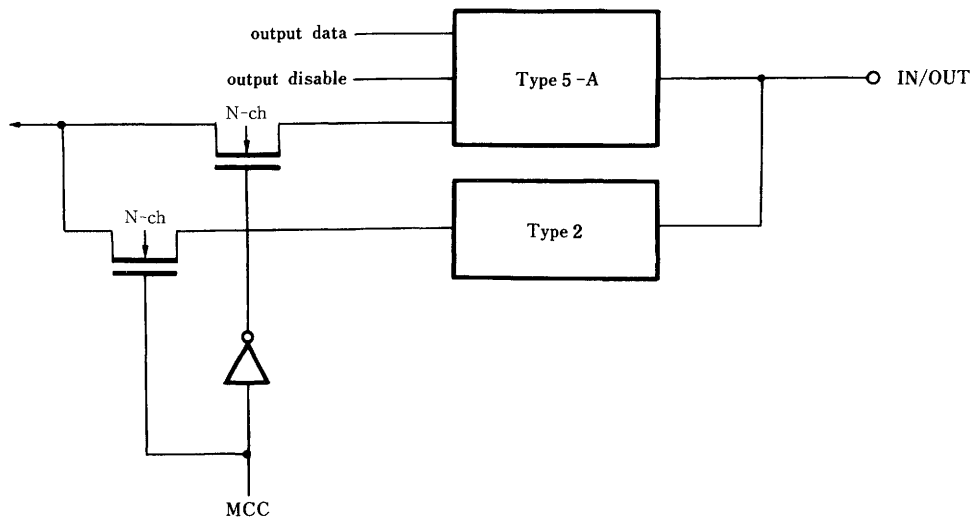 output data
output disable
Type 5-A
IN/OUT
N-ch
N-ch
Type 2
MCC